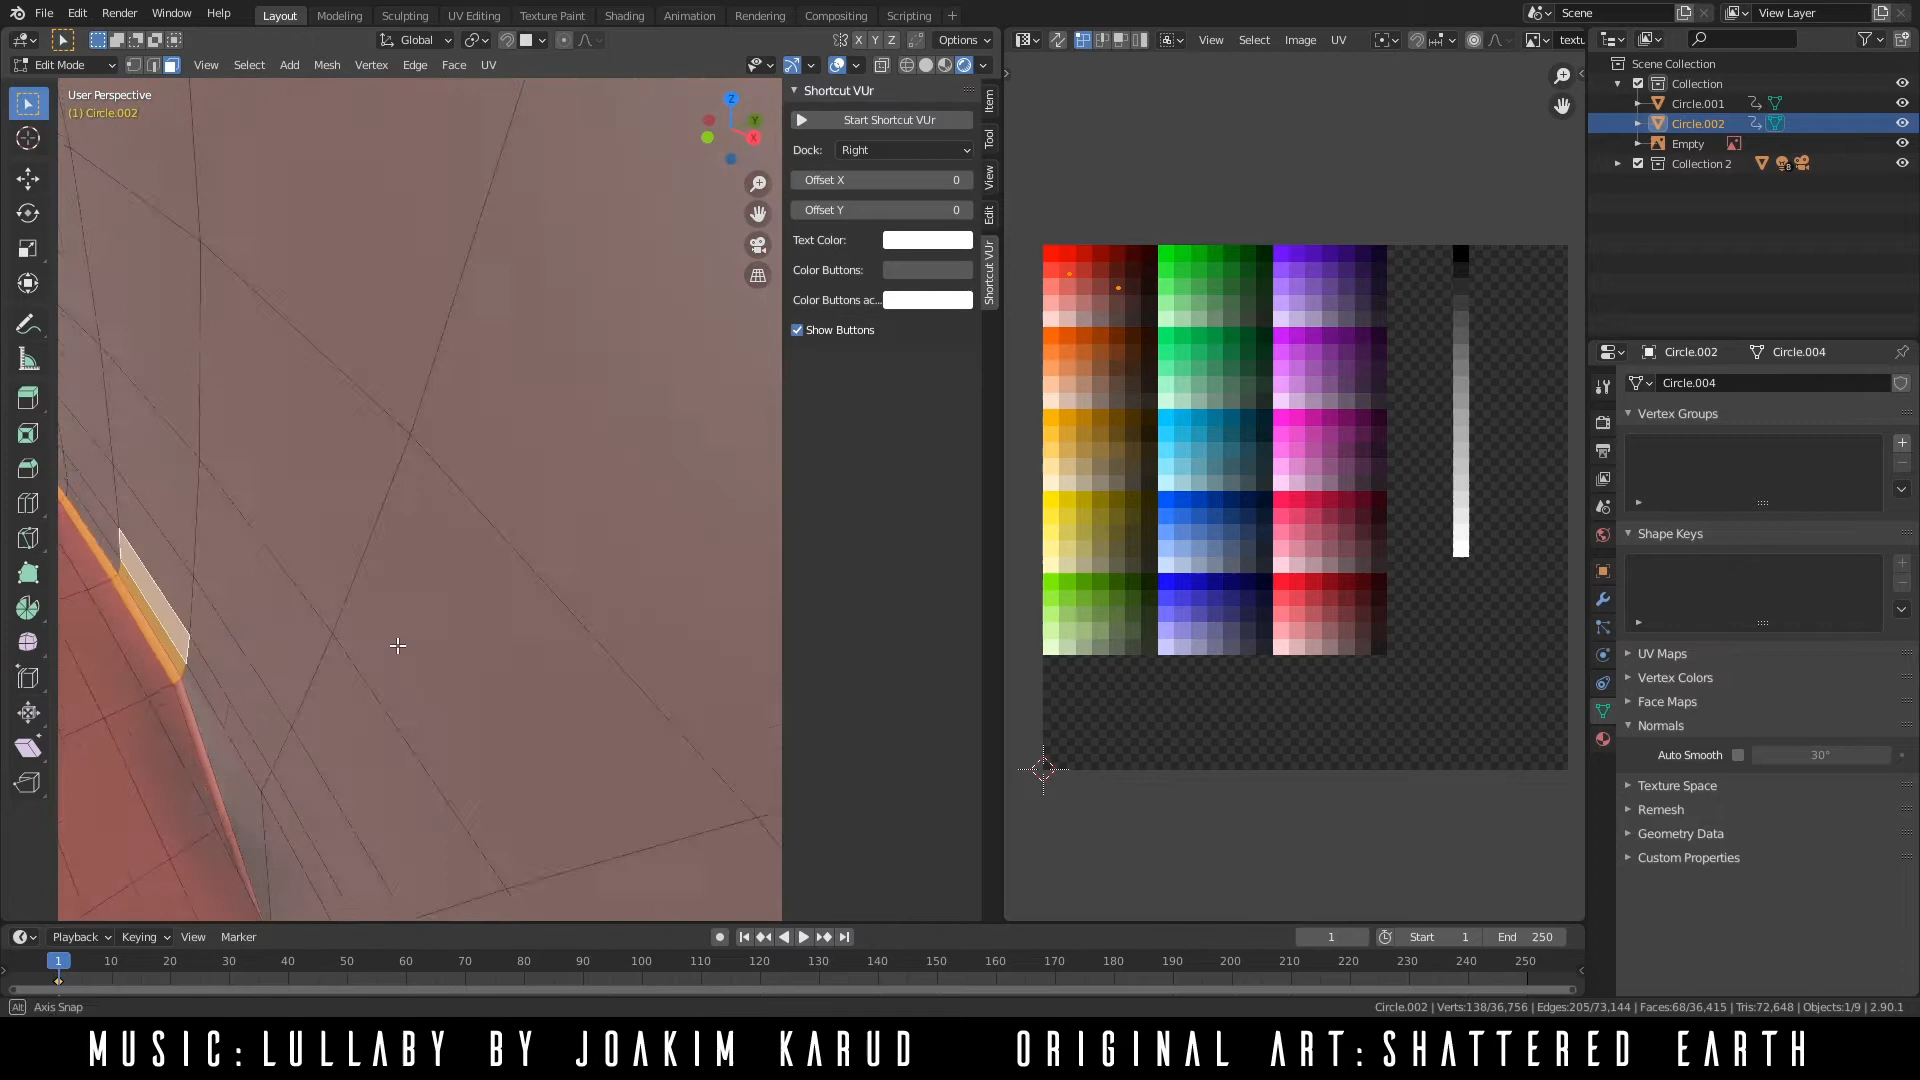 File Edit Render Window Help Layout Modeling Sculpting UV Editing Texture Paint Shading Animation Rendering Compositing Scripting + Scene View Layer
Global X Y Z Options View Select Image UV textu
Edit Mode View Select Add Mesh Vertex Edge Face UV
User Perspective
(1) Circle.002
Z
Y
X
Shortcut VUr
Start Shortcut VUr
Dock: Right
Offset X 0
Offset Y 0
Text Color:
Color Buttons:
Color Buttons ac...
Show Buttons
Item
Tool
View
Edit
Shortcut VUr
Scene Collection
Collection
Circle.001
Circle.002
Empty
Collection 2 8
Circle.002 Circle.004
Circle.004
Vertex Groups
Shape Keys
UV Maps
Vertex Colors
Face Maps
Normals
Auto Smooth 30°
Texture Space
Remesh
Geometry Data
Custom Properties
Playback Keying View Marker 1 Start 1 End 250
1 10 20 30 40 50 60 70 80 90 100 110 120 130 140 150 160 170 180 190 200 210 220 230 240 250
Alt Axis Snap Circle.002 | Verts:138/36,756 | Edges:205/73,144 | Faces:68/36,415 | Tris:72,648 | Objects:1/9 | 2.90.1
MUSIC:LULLABY BY JOAKIM KARUD ORIGINAL ART:SHATTERED EARTH